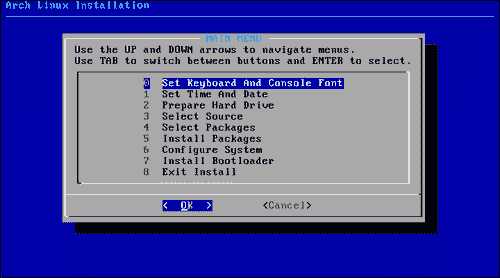 Arch Linux Installation
MAIN MENU
Use the UP and DOWN arrows to navigate menus.
Use TAB to switch between buttons and ENTER to select.
0 Set Keyboard And Console Font
1 Set Time And Date
2 Prepare Hard Drive
3 Select Source
4 Select Packages
5 Install Packages
6 Configure System
7 Install Bootloader
8 Exit Install
< OK > <Cancel>